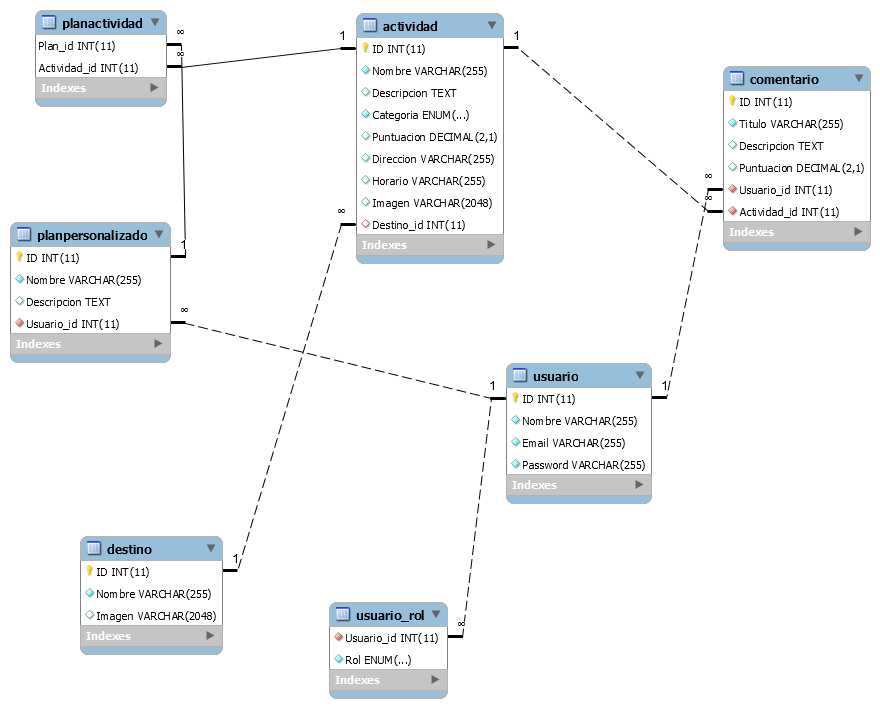 planactividad
Plan_id INT(11)
Actividad_id INT(11)
Indexes
∞
∞
1
actividad
ID INT(11)
Nombre VARCHAR(255)
Descripcion TEXT
Categoria ENUM(...)
Puntuacion DECIMAL(2,1)
Direccion VARCHAR(255)
Horario VARCHAR(255)
Imagen VARCHAR(2048)
Destino_id INT(11)
Indexes
1
∞
comentario
ID INT(11)
Titulo VARCHAR(255)
Descripcion TEXT
Puntuacion DECIMAL(2,1)
Usuario_id INT(11)
Actividad_id INT(11)
Indexes
∞
∞
planpersonalizado
ID INT(11)
Nombre VARCHAR(255)
Descripcion TEXT
Usuario_id INT(11)
Indexes
1
∞
usuario
ID INT(11)
Nombre VARCHAR(255)
Email VARCHAR(255)
Password VARCHAR(255)
Indexes
1
1
destino
ID INT(11)
Nombre VARCHAR(255)
Imagen VARCHAR(2048)
Indexes
1
usuario_rol
Usuario_id INT(11)
Rol ENUM(...)
Indexes
∞